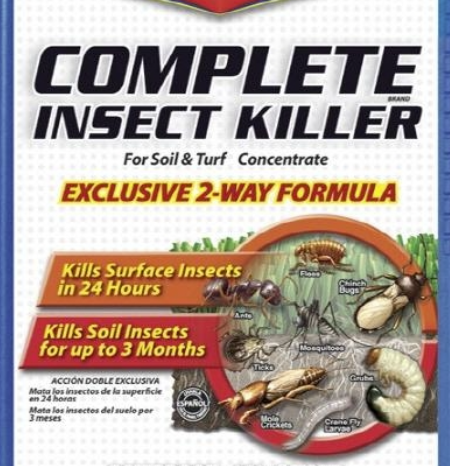 COMPLETE
INSECT KILLER
BRAND
For Soil & Turf Concentrate
EXCLUSIVE 2-WAY FORMULA
Kills Surface Insects
in 24 Hours
Kills Soil Insects
for up to 3 Months
Fleas
Chinch
Bugs
Ants
Mosquitoes
Ticks
Grubs
Mole
Crickets
Crane Fly
Larvae
ACCIÓN DOBLE EXCLUSIVA
Mata los insectos de la superficie
en 24 horas
Mata los insectos del suelo por
3 meses
ESPAÑOL